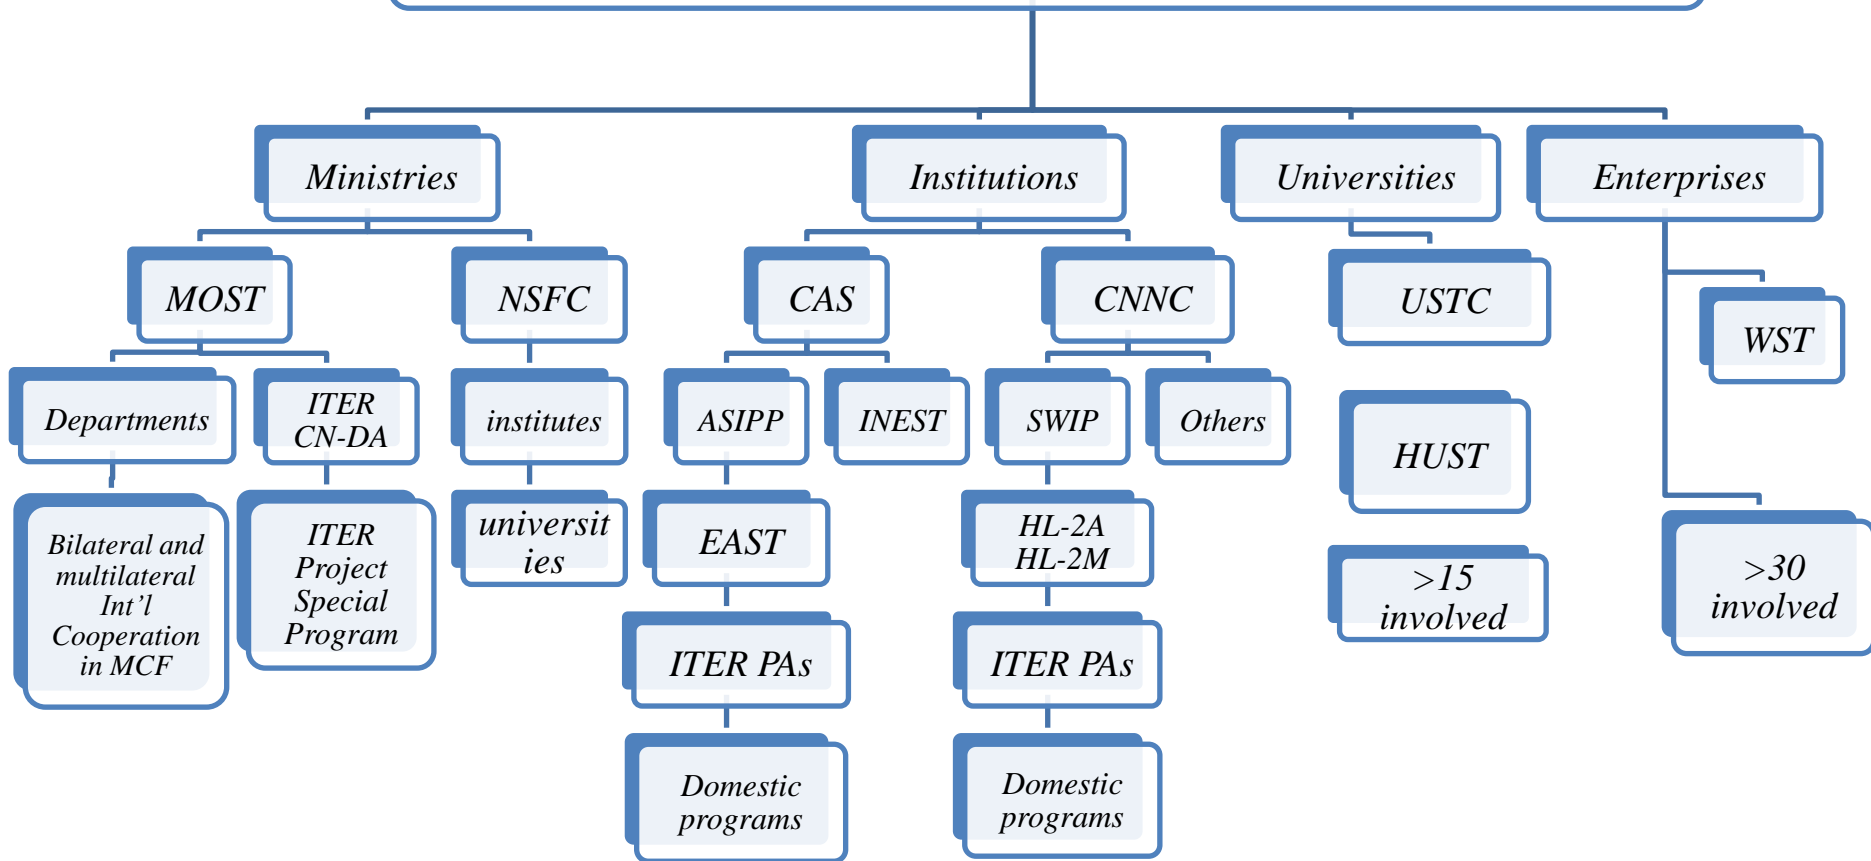 Ministries
Institutions
Universities
Enterprises
MOST
NSFC
CAS
CNNC
USTC
WST
Departments
ITER
CN-DA
institutes
ASIPP
INEST
SWIP
Others
HUST
Bilateral and
multilateral
Int’l
Cooperation
in MCF
ITER
Project
Special
Program
universit
ies
EAST
HL-2A
HL-2M
>15
involved
>30
involved
ITER PAs
ITER PAs
Domestic
programs
Domestic
programs